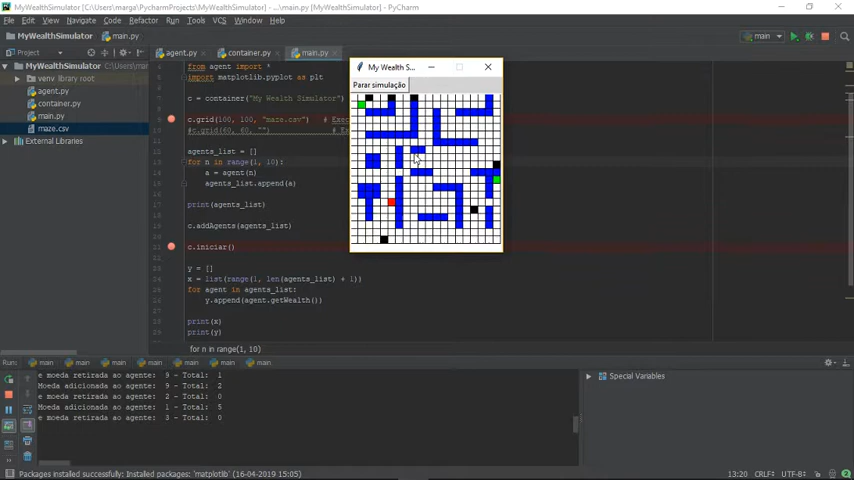 MyWealthSimulator [C:\Users\marga\PycharmProjects\MyWealthSimulator] - ...\main.py - PyCharm
File Edit View Navigate Code Refactor Run Tools VCS Window Help
MyWealthSimulator main.py
main
Project
agent.py container.py main.py
MyWealthSimulator
venv library root
agent.py
container.py
main.py
maze.csv
External Libraries
from agent import *
import matplotlib.pyplot as plt
c = container("My Wealth Simulator")
c.grid(100, 100, "maze.csv") # Exec
#c.grid(60, 60, "")
agents_list = []
for n in range(1, 10):
a = agent(n)
agents_list.append(a)
print(agents_list)
c.addAgents(agents_list)
c.iniciar()
y = []
x = list(range(1, len(agents_list) + 1))
for agent in agents_list:
y.append(agent.getWealth())
print(x)
print(y)
for n in range(1, 10)
My Wealth S...
Parar simulação
Run: main main main main main main main
e moeda retirada ao agente: 9 - Total: 1
Moeda adicionada ao agente: 9 - Total: 2
e moeda retirada ao agente: 2 - Total: 0
Moeda adicionada ao agente: 1 - Total: 5
e moeda retirada ao agente: 3 - Total: 0
Special Variables
Packages installed successfully: Installed packages: 'matplotlib' (16-04-2019 15:05)
13:20 CRLF: UTF-8: